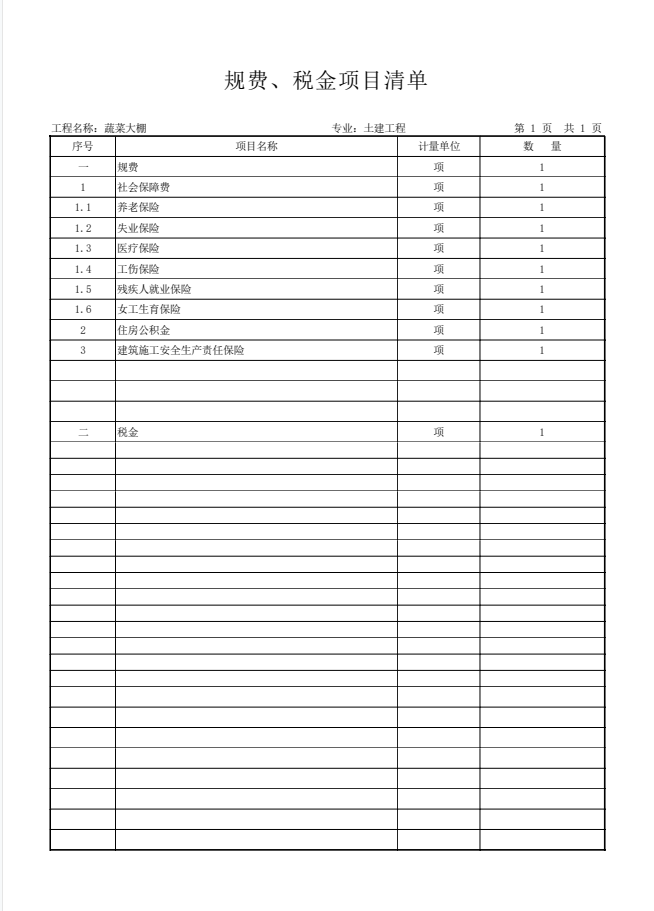 规费、税金项目清单
工程名称：蔬菜大棚 专业：土建工程 第 1 页 共 1 页
序号 项目名称 计量单位 数 量
一 规费 项 1
1 社会保障费 项 1
1.1 养老保险 项 1
1.2 失业保险 项 1
1.3 医疗保险 项 1
1.4 工伤保险 项 1
1.5 残疾人就业保险 项 1
1.6 女工生育保险 项 1
2 住房公积金 项 1
3 建筑施工安全生产责任保险 项 1
二 税金 项 1